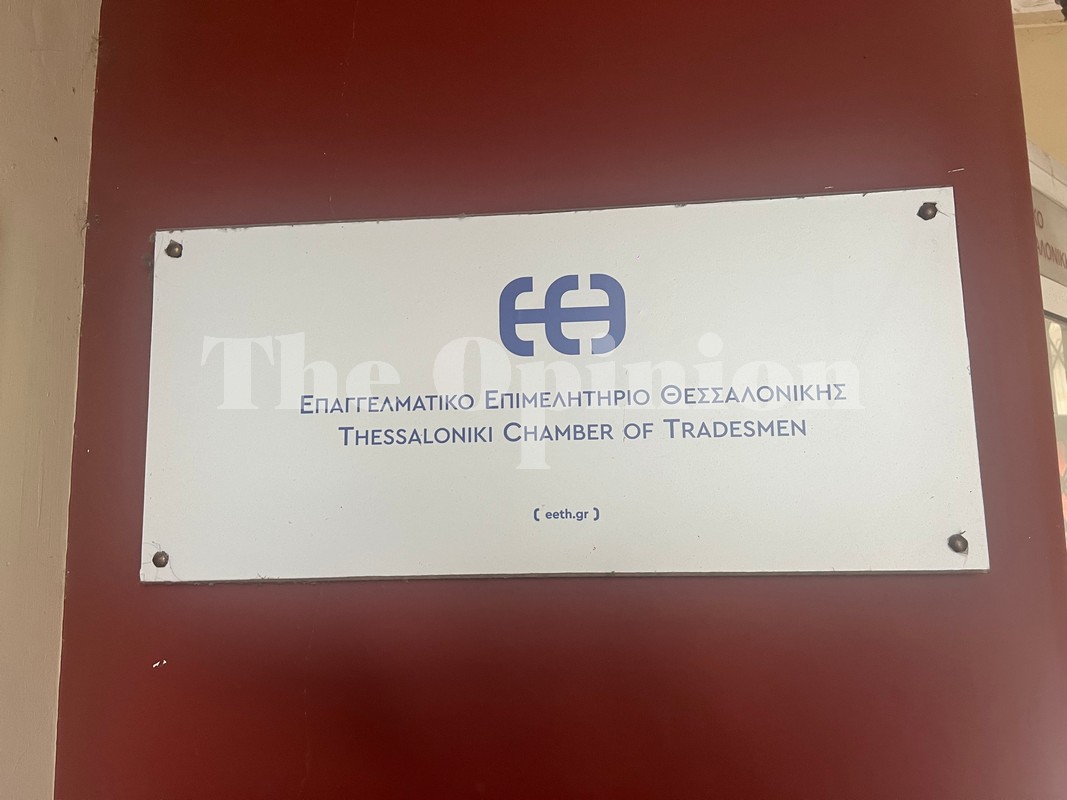 ΕΕΘ
The Opinion
ΕΠΑΓΓΕΛΜΑΤΙΚΟ ΕΠΙΜΕΛΗΤΗΡΙΟ ΘΕΣΣΑΛΟΝΙΚΗΣ
THESSALONIKI CHAMBER OF TRADESMEN
( eeth.gr )